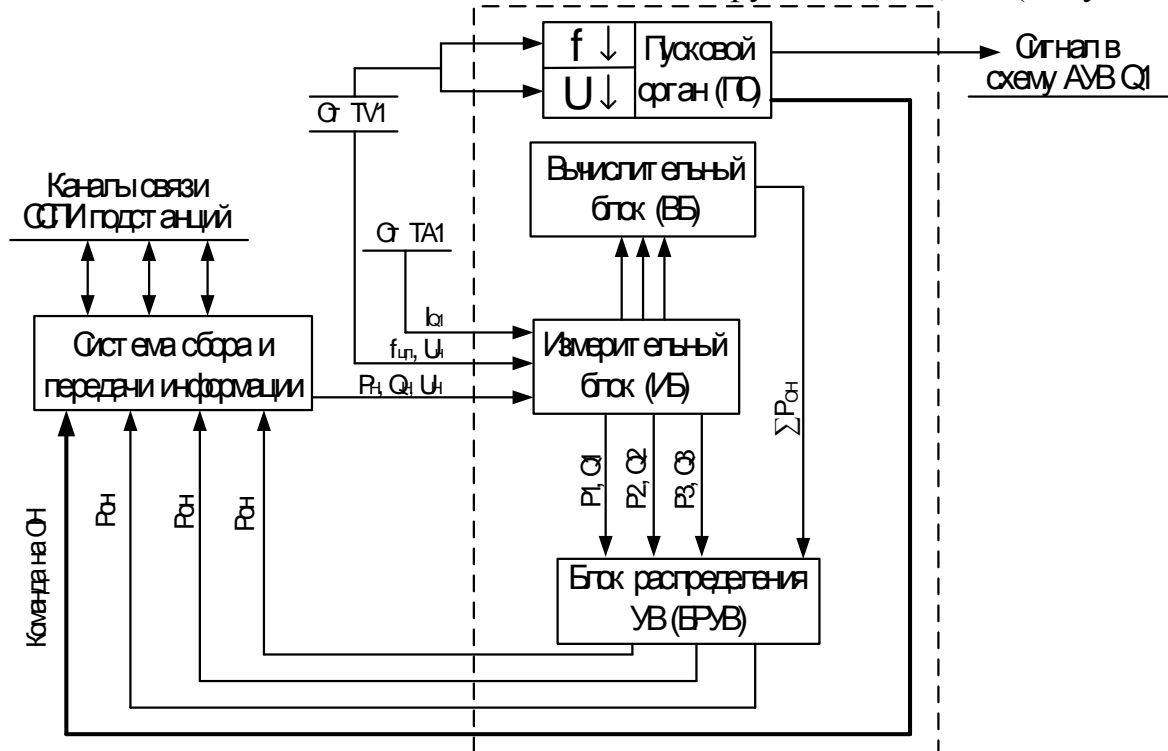 f ↓
U ↓
Пусковой
орган (ПО)
Сигнал в
схему АУВ Q1
От TV1
Вычислительный
блок (ВБ)
Каналы связи
ССПИ подстанций
От TA1
IQ1
fцп, Uн
Pн, Qн, Uн
Система сбора и
передачи информации
Измерительный
блок (ИБ)
∑PОН
P1, Q1
P2, Q2
P3, Q3
Команда на ОН
Pон
Pон
Pон
Блок распределения
УВ (БРУВ)